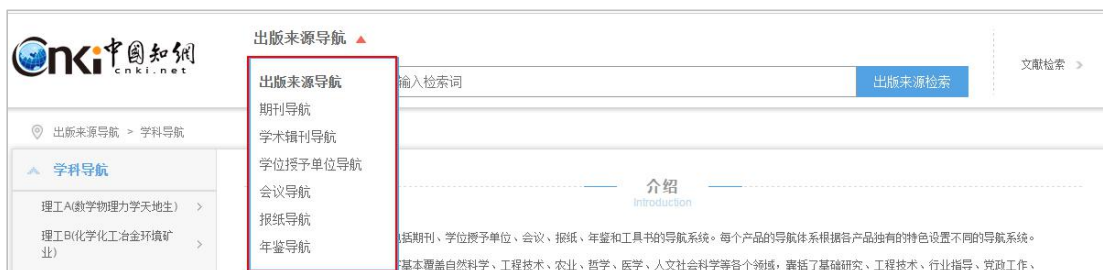 cnki中國知網
cnki.net
出版来源导航 ▲
出版来源导航
期刊导航
学术辑刊导航
学位授予单位导航
会议导航
报纸导航
年鉴导航
输入检索词
出版来源检索
文献检索 >
出版来源导航 > 学科导航
学科导航
理工A(数学物理力学天地生) >
理工B(化学化工冶金环境矿业) >
介绍
Introduction
括期刊、学位授予单位、会议、报纸、年鉴和工具书的导航系统。每个产品的导航体系根据各产品独有的特色设置不同的导航系统。
基本覆盖自然科学、工程技术、农业、哲学、医学、人文社会科学等各个领域，囊括了基础研究、工程技术、行业指导、党政工作、